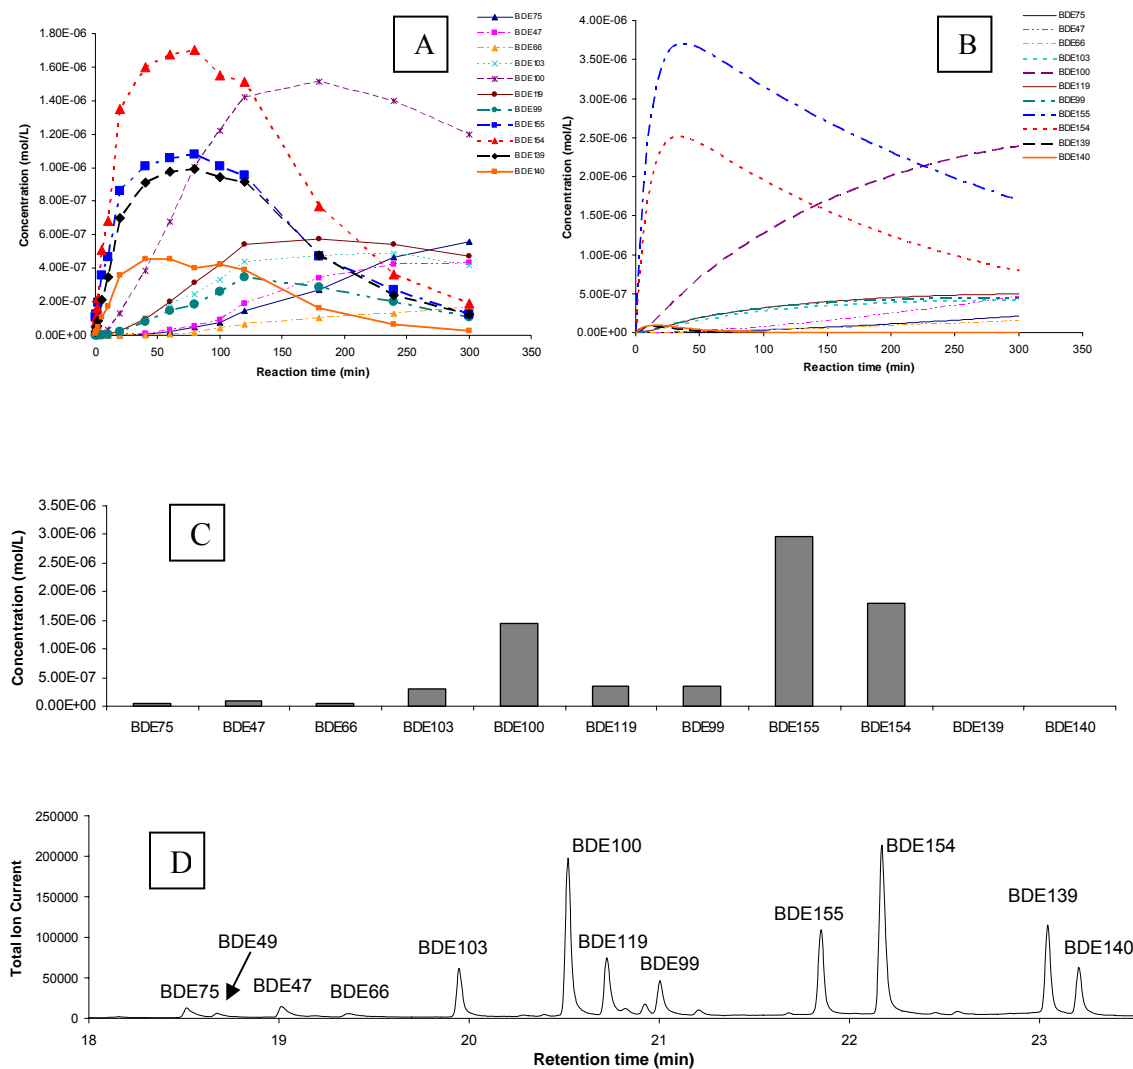 A
1.80E-06
1.60E-06
1.40E-06
1.20E-06
1.00E-06
8.00E-07
6.00E-07
4.00E-07
2.00E-07
0.00E+00
Concentration (mol/L)
0 50 100 150 200 250 300 350
Reaction time (min)
BDE75
BDE47
BDE66
BDE103
BDE100
BDE119
BDE99
BDE155
BDE154
BDE139
BDE140
B
4.00E-06
3.50E-06
3.00E-06
2.50E-06
2.00E-06
1.50E-06
1.00E-06
5.00E-07
0.00E+00
Concentration (mol/L)
0 50 100 150 200 250 300 350
Reaction time (min)
BDE75
BDE47
BDE66
BDE103
BDE100
BDE119
BDE99
BDE155
BDE154
BDE139
BDE140
C
3.50E-06
3.00E-06
2.50E-06
2.00E-06
1.50E-06
1.00E-06
5.00E-07
0.00E+00
Concentration (mol/L)
BDE75 BDE47 BDE66 BDE103 BDE100 BDE119 BDE99 BDE155 BDE154 BDE139 BDE140
D
250000
200000
150000
100000
50000
0
Total Ion Current
BDE100
BDE154
BDE139
BDE155
BDE49
BDE103
BDE119
BDE140
BDE99
BDE75
BDE47
BDE66
18 19 20 21 22 23
Retention time (min)